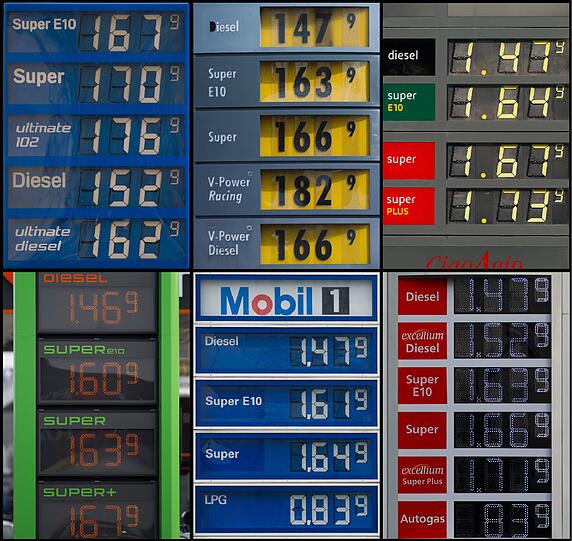 Super E10 167 9
Super 170 9
ultimate
102 176 9
Diesel 152 9
ultimate
diesel 162 9
Diesel 147 9
Super
E10 163 9
Super 166 9
V-Power
Racing 182 9
V-Power
Diesel 166 9
diesel 1.47 9
super
E10 1.64 9
super 1.67 9
super
PLUS 1.73 9
CiaoAgip
DIESEL
1.46 9
SUPER E10
1.60 9
SUPER
1.63 9
SUPER+
1.67 9
Mobil 1
Diesel 1,47 9
Super E10 1,61 9
Super 1,64 9
LPG 0,83 9
Diesel 1.47 9
excellium
Diesel 1.52 9
Super
E10 1.63 9
Super 1.66 9
excellium
Super Plus 1.71 9
Autogas .83 9